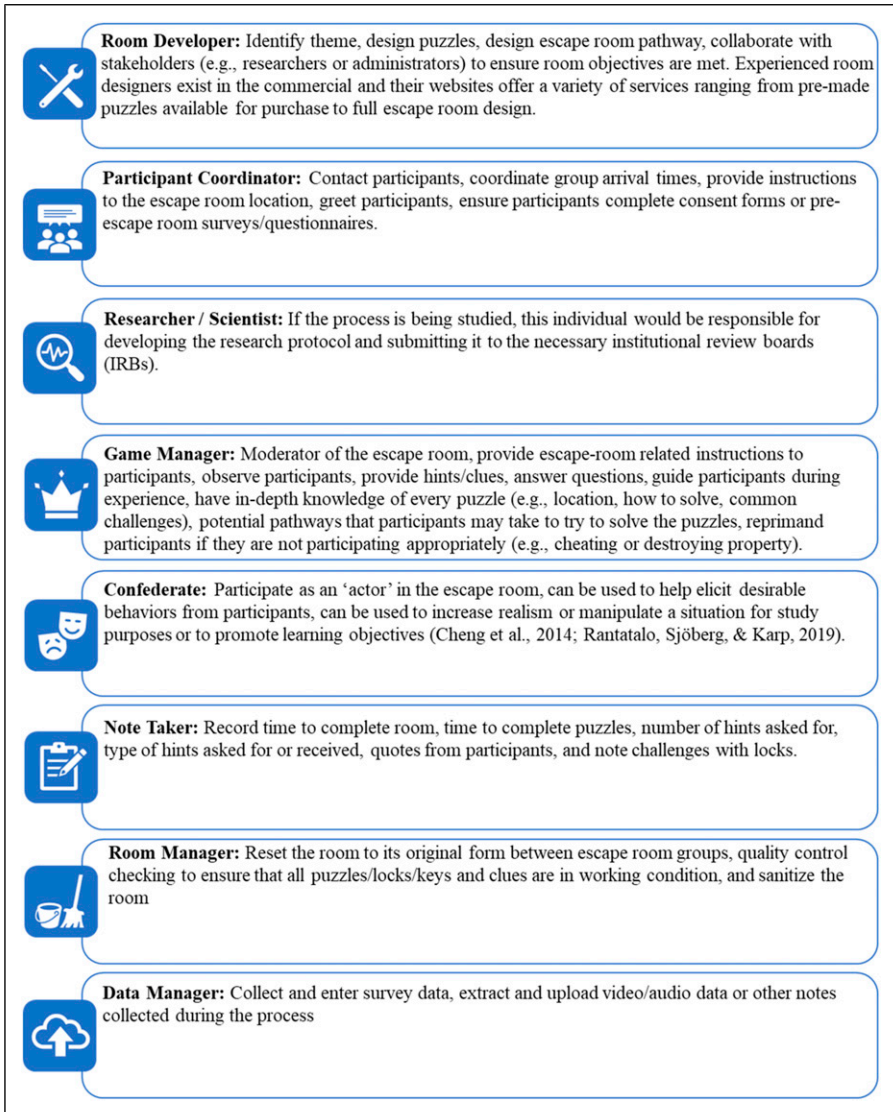 Room Developer: Identify theme, design puzzles, design escape room pathway, collaborate with
stakeholders (e.g., researchers or administrators) to ensure room objectives are met. Experienced room
designers exist in the commercial and their websites offer a variety of services ranging from pre-made
puzzles available for purchase to full escape room design.
Participant Coordinator: Contact participants, coordinate group arrival times, provide instructions
to the escape room location, greet participants, ensure participants complete consent forms or pre-
escape room surveys/questionnaires.
Researcher / Scientist: If the process is being studied, this individual would be responsible for
developing the research protocol and submitting it to the necessary institutional review boards
(IRBs).
Game Manager: Moderator of the escape room, provide escape-room related instructions to
participants, observe participants, provide hints/clues, answer questions, guide participants during
experience, have in-depth knowledge of every puzzle (e.g., location, how to solve, common
challenges), potential pathways that participants may take to try to solve the puzzles, reprimand
participants if they are not participating appropriately (e.g., cheating or destroying property).
Confederate: Participate as an ‘actor’ in the escape room, can be used to help elicit desirable
behaviors from participants, can be used to increase realism or manipulate a situation for study
purposes or to promote learning objectives (Cheng et al., 2014; Rantatalo, Sjöberg, & Karp, 2019).
Note Taker: Record time to complete room, time to complete puzzles, number of hints asked for,
type of hints asked for or received, quotes from participants, and note challenges with locks.
Room Manager: Reset the room to its original form between escape room groups, quality control
checking to ensure that all puzzles/locks/keys and clues are in working condition, and sanitize the
room
Data Manager: Collect and enter survey data, extract and upload video/audio data or other notes
collected during the process